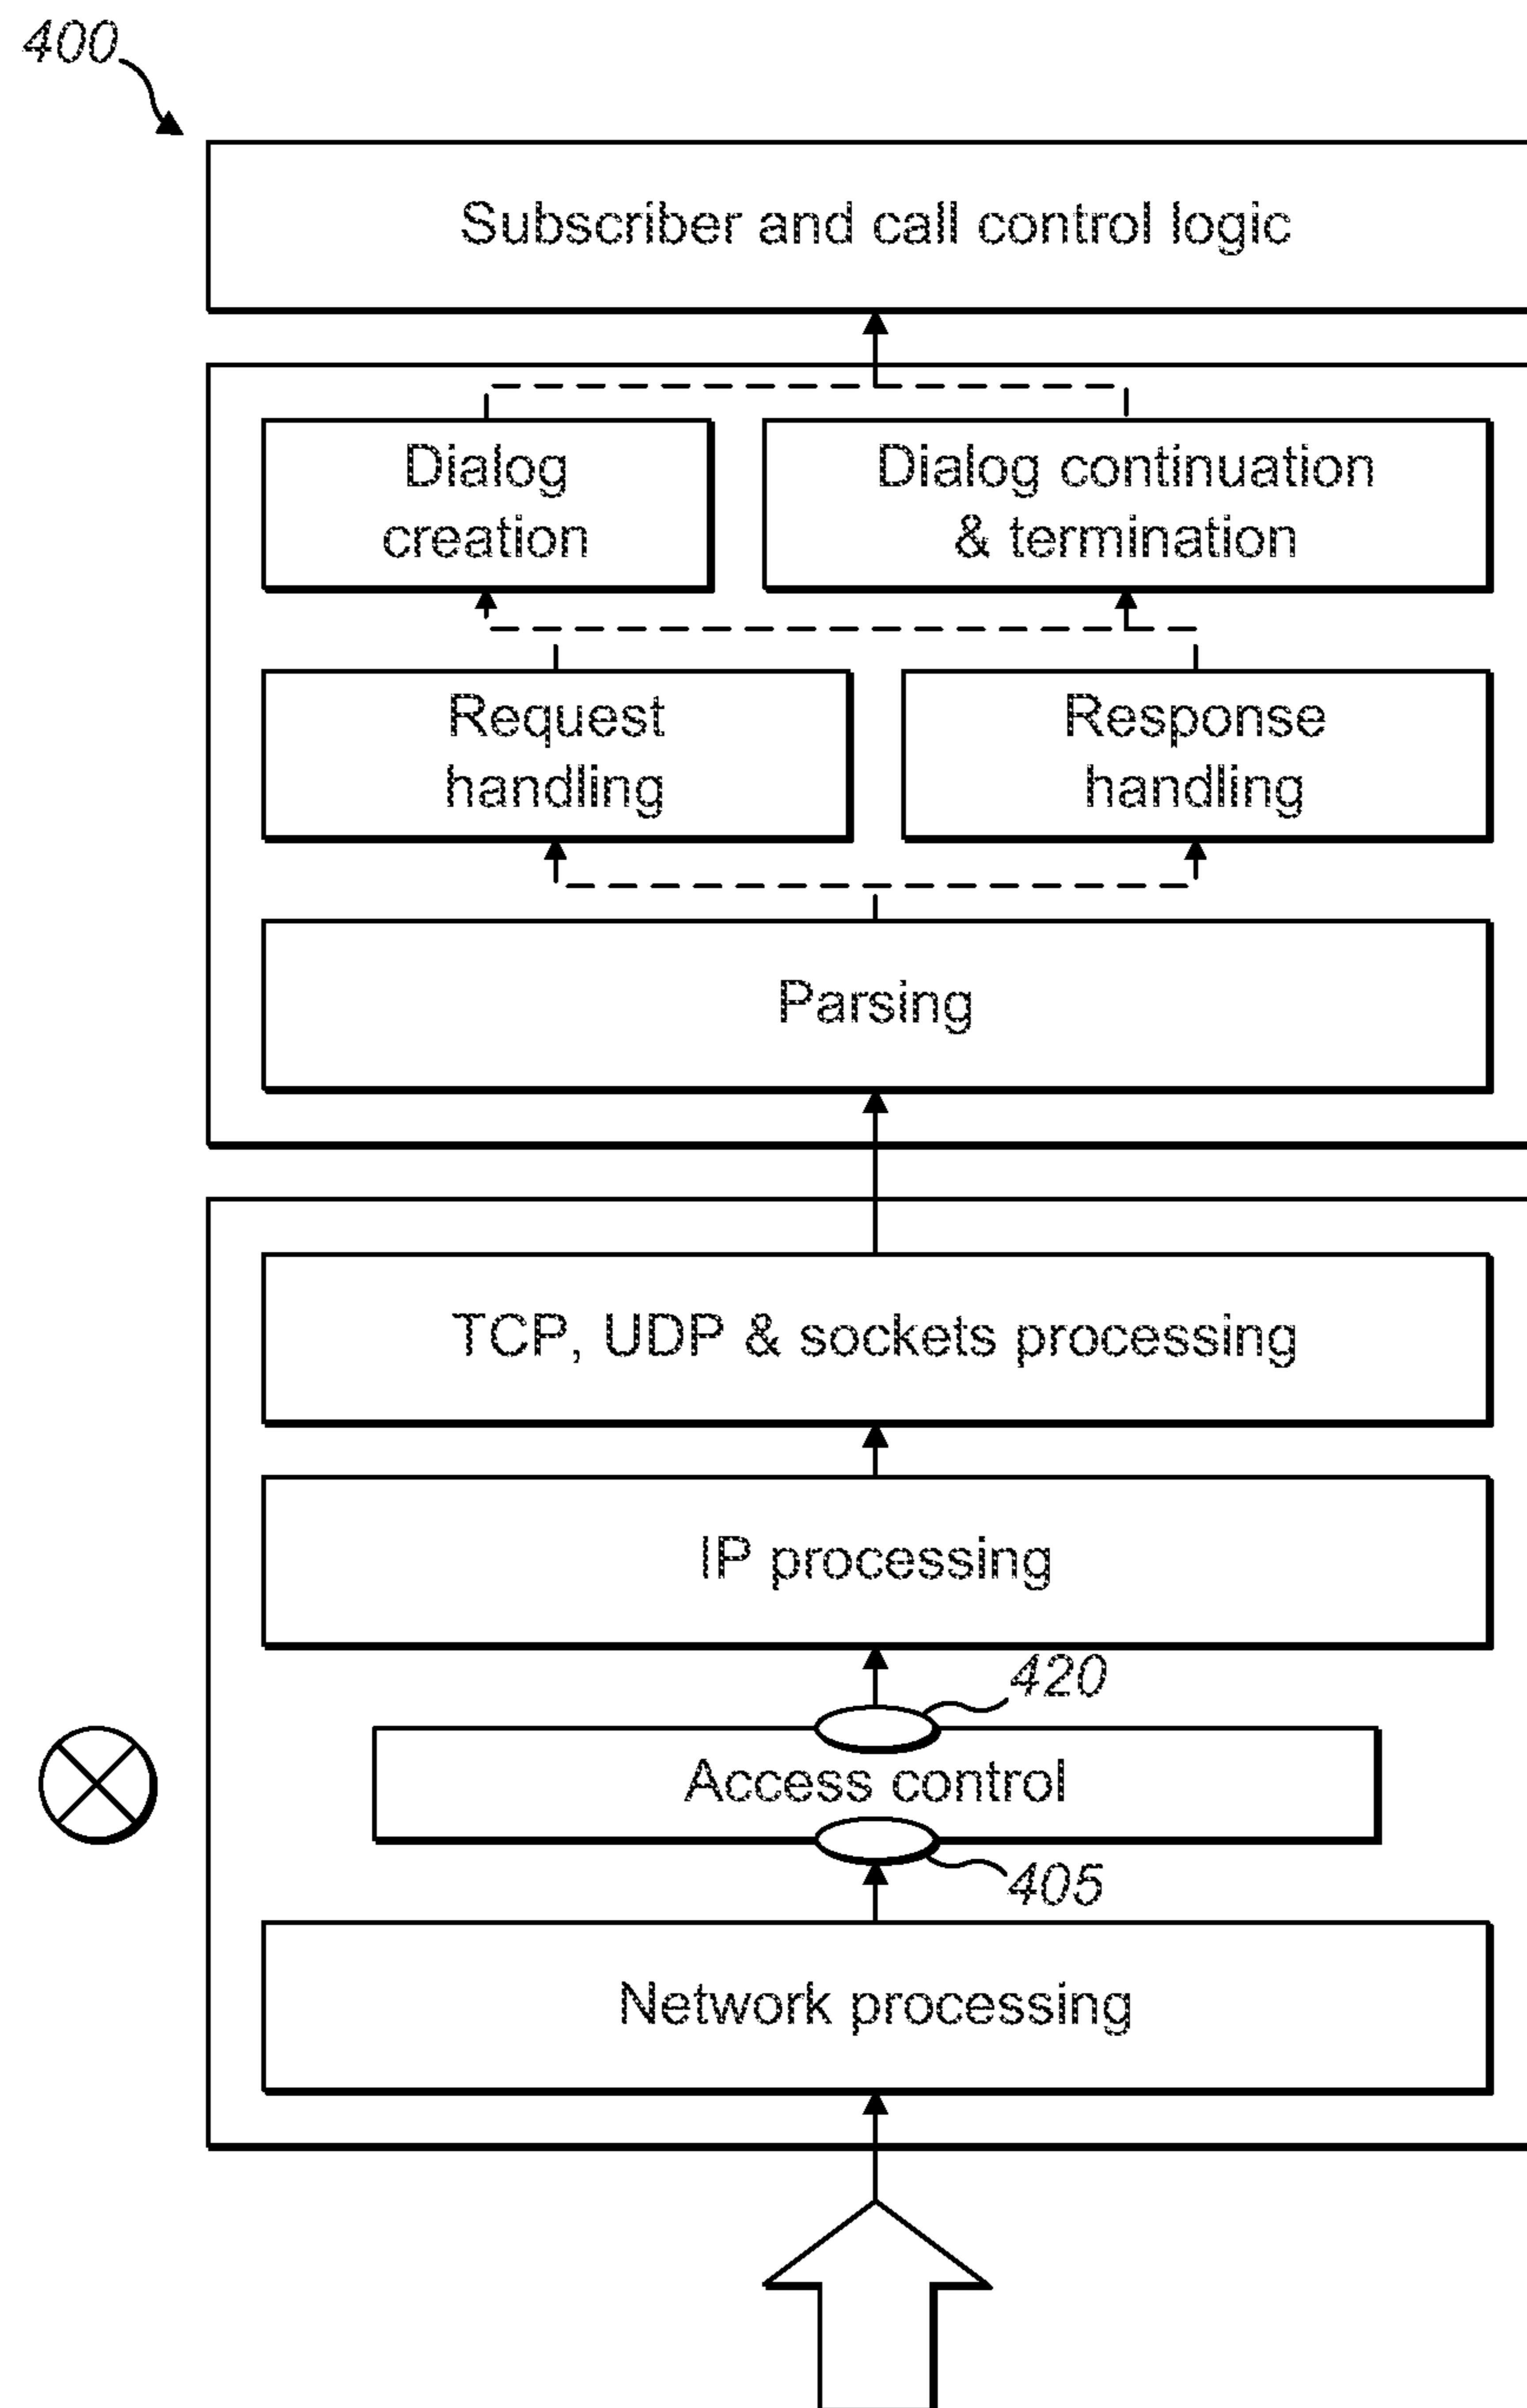 400
Subscriber and call control logic
Dialog
creation
Dialog continuation
& termination
Request
handling
Response
handling
Parsing
TCP, UDP & sockets processing
IP processing
420
Access control
405
Network processing